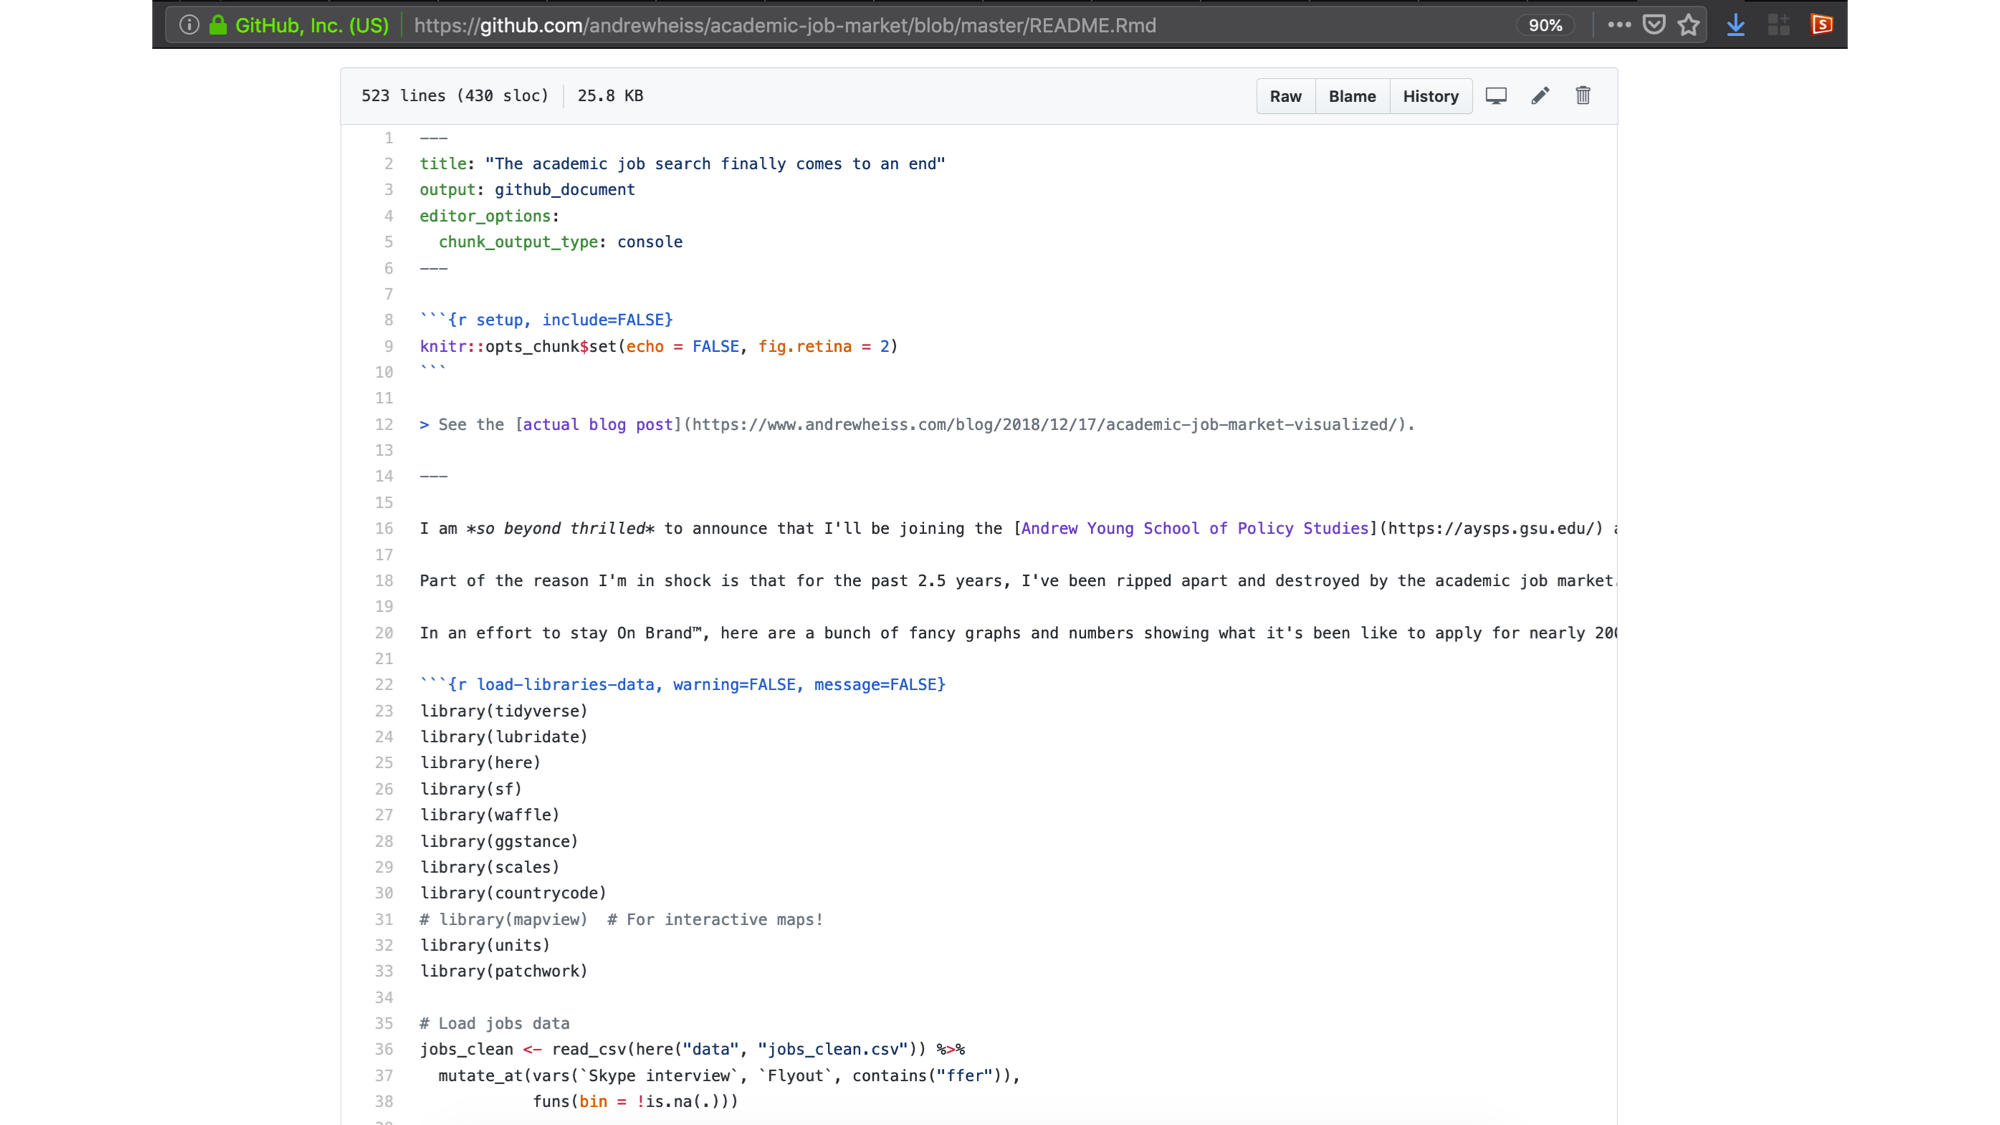 GitHub, Inc. (US) https://github.com/andrewheiss/academic-job-market/blob/master/README.Rmd 90%
523 lines (430 sloc) 25.8 KB Raw Blame History
1 ---
2 title: "The academic job search finally comes to an end"
3 output: github_document
4 editor_options:
5 chunk_output_type: console
6 ---
7
8 ```{r setup, include=FALSE}
9 knitr::opts_chunk$set(echo = FALSE, fig.retina = 2)
10 ```
11
12 > See the [actual blog post](https://www.andrewheiss.com/blog/2018/12/17/academic-job-market-visualized/).
13
14 ---
15
16 I am *so beyond thrilled* to announce that I'll be joining the [Andrew Young School of Policy Studies](https://aysps.gsu.edu/)
17
18 Part of the reason I'm in shock is that for the past 2.5 years, I've been ripped apart and destroyed by the academic job market.
19
20 In an effort to stay On Brand™, here are a bunch of fancy graphs and numbers showing what it's been like to apply for nearly
21
22 ```{r load-libraries-data, warning=FALSE, message=FALSE}
23 library(tidyverse)
24 library(lubridate)
25 library(here)
26 library(sf)
27 library(waffle)
28 library(ggstance)
29 library(scales)
30 library(countrycode)
31 # library(mapview) # For interactive maps!
32 library(units)
33 library(patchwork)
34
35 # Load jobs data
36 jobs_clean <- read_csv(here("data", "jobs_clean.csv")) %>%
37 mutate_at(vars(`Skype interview`, `Flyout`, contains("ffer")),
38 funs(bin = !is.na(.)))